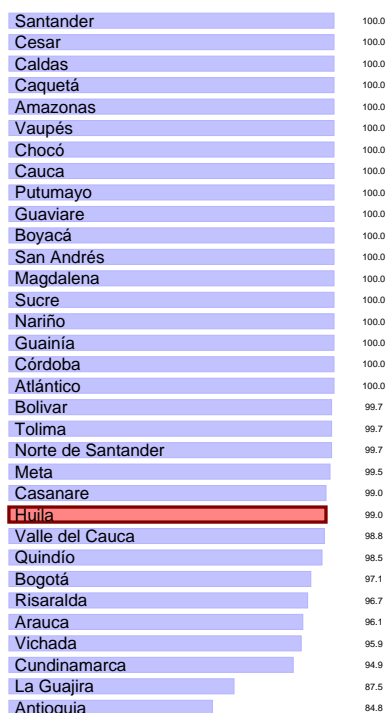 Santander 100.0
Cesar 100.0
Caldas 100.0
Caquetá 100.0
Amazonas 100.0
Vaupés 100.0
Chocó 100.0
Cauca 100.0
Putumayo 100.0
Guaviare 100.0
Boyacá 100.0
San Andrés 100.0
Magdalena 100.0
Sucre 100.0
Nariño 100.0
Guainía 100.0
Córdoba 100.0
Atlántico 100.0
Bolivar 99.7
Tolima 99.7
Norte de Santander 99.7
Meta 99.5
Casanare 99.0
Huila 99.0
Valle del Cauca 98.8
Quindío 98.5
Bogotá 97.1
Risaralda 96.7
Arauca 96.1
Vichada 95.9
Cundinamarca 94.9
La Guajira 87.5
Antioquia 84.8